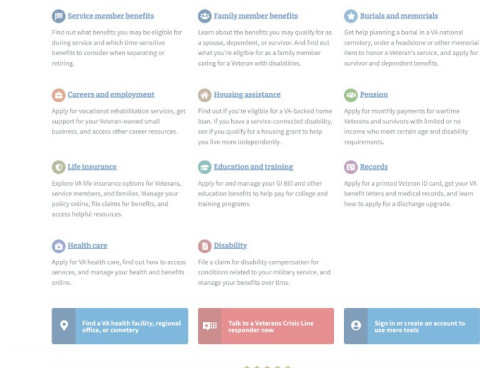 Service member benefits
Find out what benefits you may be eligible for
during service and which time-sensitive
benefits to consider when separating or
retiring.
Family member benefits
Learn about the benefits you may qualify for as
a spouse, dependent, or survivor. And find out
what you're eligible for as a family member
caring for a Veteran with disabilities.
Burials and memorials
Get help planning a burial in a VA national
cemetery, order a headstone or other memorial
item to honor a Veteran's service, and apply for
survivor and dependent benefits.
Careers and employment
Apply for vocational rehabilitation services, get
support for your Veteran-owned small
business, and access other career resources.
Housing assistance
Find out if you're eligible for a VA-backed home
loan. If you have a service-connected disability,
see if you qualify for a housing grant to help
you live more independently.
Pension
Apply for monthly payments for wartime
Veterans and survivors with limited or no
income who meet certain age and disability
requirements.
Life insurance
Explore VA life insurance options for Veterans,
service members, and families. Manage your
policy online, file claims for benefits, and
access helpful resources.
Education and training
Apply for and manage your GI Bill and other
education benefits to help pay for college and
training programs.
Records
Apply for a printed Veteran ID card, get your VA
benefit letters and medical records, and learn
how to apply for a discharge upgrade.
Health care
Apply for VA health care, find out how to access
services, and manage your health and benefits
online.
Disability
File a claim for disability compensation for
conditions related to your military service, and
manage your benefits over time.
Find a VA health facility, regional
office, or cemetery
Talk to a Veterans Crisis Line
responder now
Sign in or create an account to
use more tools